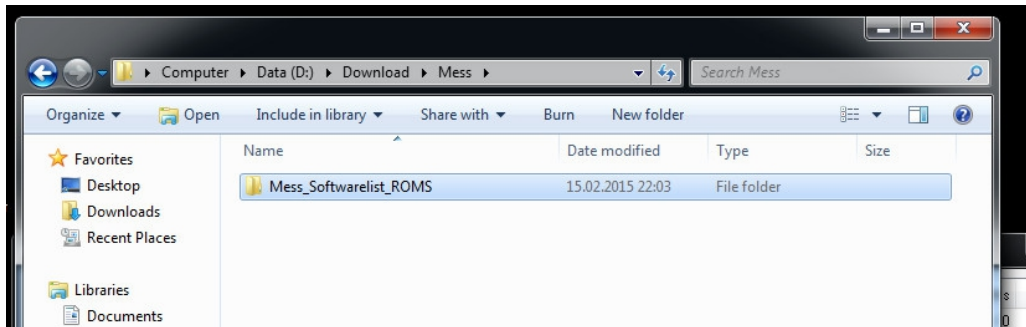 Computer ▸ Data (D:) ▸ Download ▸ Mess ▸ Search Mess
Organize Open Include in library Share with Burn New folder
Favorites
Desktop
Downloads
Recent Places
Libraries
Documents
Name Date modified Type Size
Mess_Softwarelist_ROMS 15.02.2015 22:03 File folder
s
0